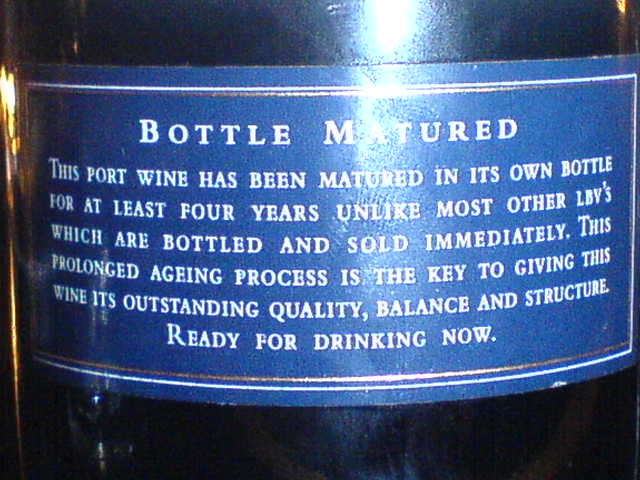 BOTTLE MATURED
THIS PORT WINE HAS BEEN MATURED IN ITS OWN BOTTLE
FOR AT LEAST FOUR YEARS UNLIKE MOST OTHER LBV'S
WHICH ARE BOTTLED AND SOLD IMMEDIATELY. THIS
PROLONGED AGEING PROCESS IS THE KEY TO GIVING THIS
WINE ITS OUTSTANDING QUALITY, BALANCE AND STRUCTURE.
READY FOR DRINKING NOW.